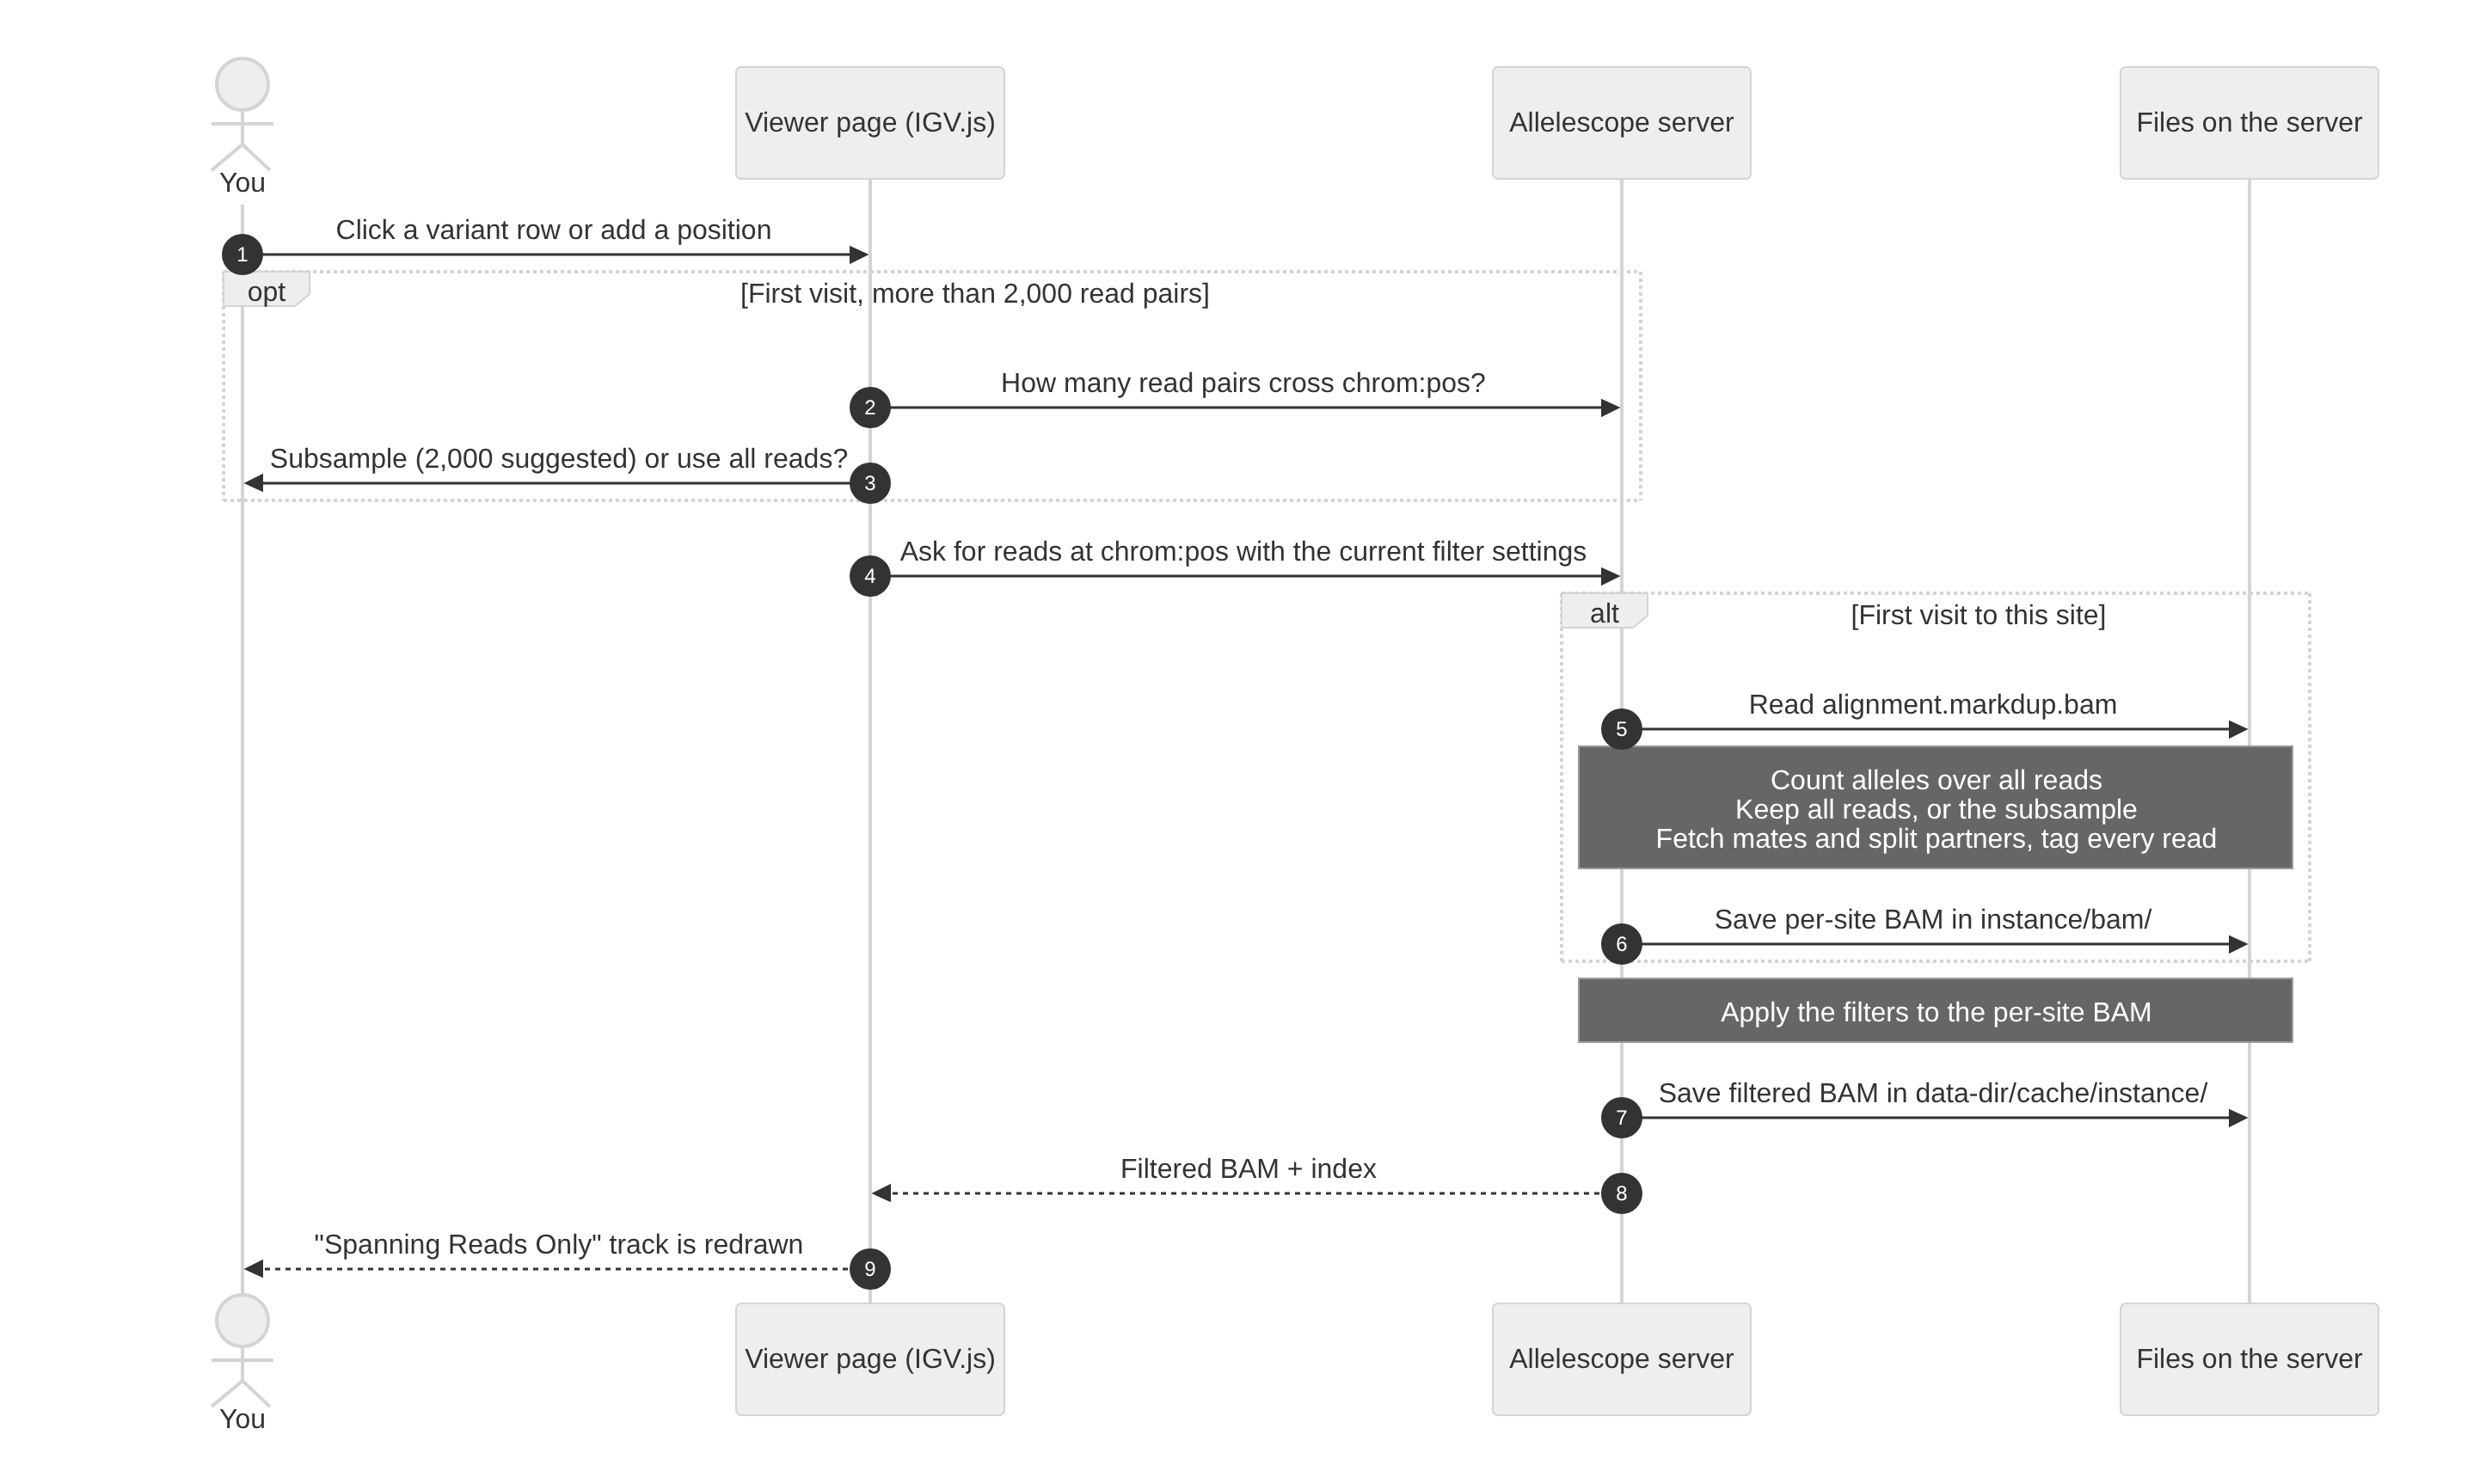 You
Viewer page (IGV.js)
Allelescope server
Files on the server
Click a variant row or add a position
1
opt
[First visit, more than 2,000 read pairs]
How many read pairs cross chrom:pos?
2
Subsample (2,000 suggested) or use all reads?
3
Ask for reads at chrom:pos with the current filter settings
4
alt
[First visit to this site]
Read alignment.markdup.bam
5
Count alleles over all reads
Keep all reads, or the subsample
Fetch mates and split partners, tag every read
Save per-site BAM in instance/bam/
6
Apply the filters to the per-site BAM
Save filtered BAM in data-dir/cache/instance/
7
Filtered BAM + index
8
"Spanning Reads Only" track is redrawn
9
You
Viewer page (IGV.js)
Allelescope server
Files on the server